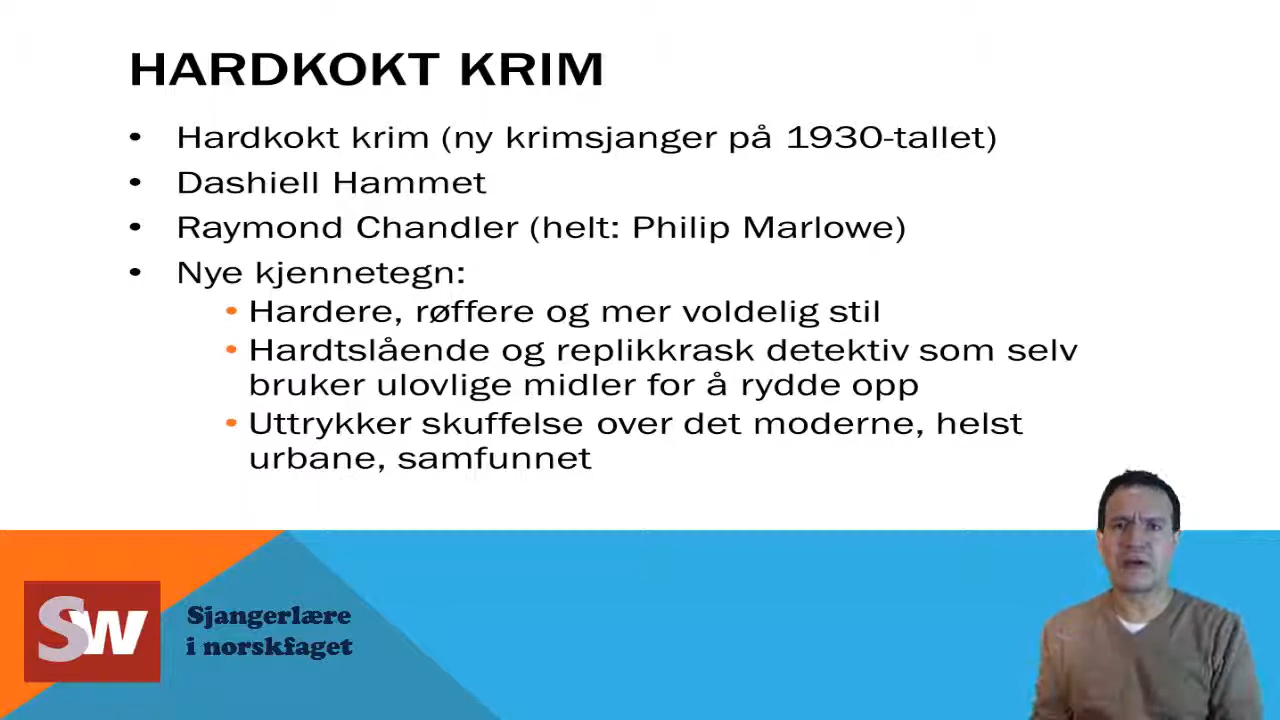 HARDKOKT KRIM
• Hardkokt krim (ny krimsjanger på 1930-tallet)
• Dashiell Hammet
• Raymond Chandler (helt: Philip Marlowe)
• Nye kjennetegn:
• Hardere, røffere og mer voldelig stil
• Hardtslående og replikkrask detektiv som selv
bruker ulovlige midler for å rydde opp
• Uttrykker skuffelse over det moderne, helst
urbane, samfunnet
SW
Sjangerlære
i norskfaget